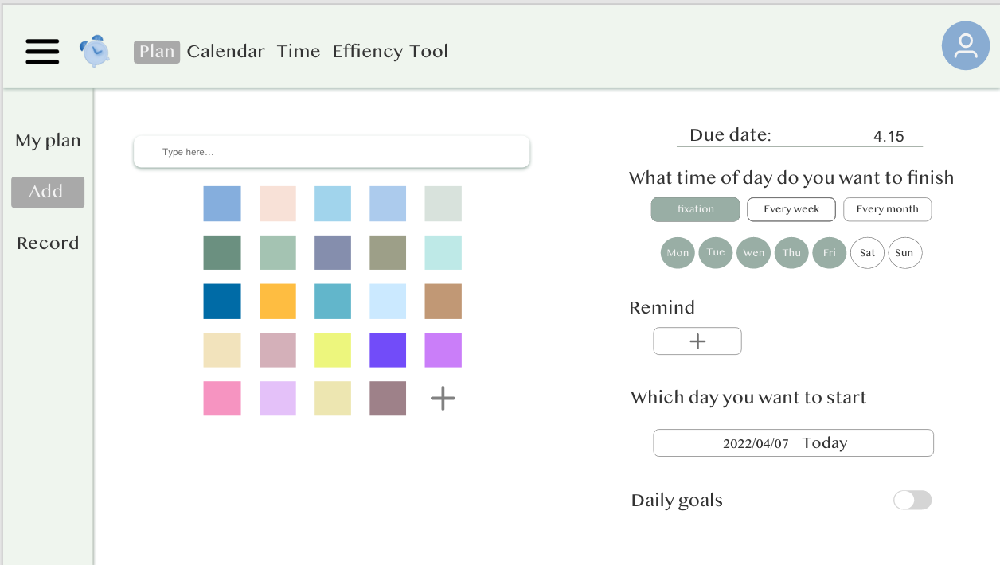 Plan Calendar Time Effiency Tool
My plan
Add
Record
Type here...
Due date: 4.15
What time of day do you want to finish
fixation Every week Every month
Mon Tue Wen Thu Fri Sat Sun
Remind
Which day you want to start
2022/04/07 Today
Daily goals